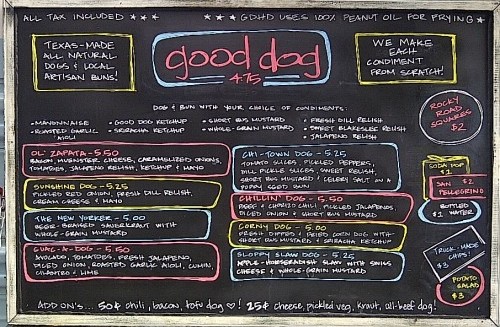 ALL TAX INCLUDED ★ ★ ★
★ ★ ★ GDHD USES 100% PEANUT OIL FOR FRYING ★
TEXAS-MADE
ALL NATURAL
DOGS & LOCAL
ARTISAN BUNS!
good dog
4.75
WE MAKE
EACH
CONDIMENT
FROM SCRATCH!
DOG & BUN WITH YOUR CHOICE OF CONDIMENTS:
• MAYONNAISE
• ROASTED GARLIC AIOLI
• GOOD DOG KETCHUP
• SRIRACHA KETCHUP
• SHORT BUS MUSTARD
• WHOLE-GRAIN MUSTARD
• FRESH DILL RELISH
• SWEET BLAKESLEE RELISH
• JALAPENO RELISH
ROCKY
ROAD
SQUARES
$2
OL' ZAPATA - 5.50
BACON, MUENSTER CHEESE, CARAMELIZED ONIONS,
TOMATOES, JALAPENO RELISH, KETCHUP & MAYO
SUNSHINE DOG - 5.25
PICKLED RED ONION, FRESH DILL RELISH,
CREAM CHEESE & MAYO
THE NEW YORKER - 5.00
BEER-BRAISED SAUERKRAUT WITH
WHOLE-GRAIN MUSTARD
GUAC-A-DOG - 5.50
AVOCADO, TOMATOES, FRESH JALAPENO,
DICED ONION, ROASTED GARLIC AIOLI, CUMIN,
CILANTRO & LIME
CHI-TOWN DOG - 5.25
TOMATO SLICES, PICKLED PEPPERS,
DILL PICKLE SLICES, SWEET RELISH,
SHORT BUS MUSTARD & CELERY SALT ON A
POPPY SEED BUN
CHILLIN' DOG - 5.50
BEEF & CHORIZO CHILI, PICKLED JALAPENOS,
DICED ONION & SHORT BUS MUSTARD
CORNY DOG - 5.00
FRESH DIPPED & FRIED CORN DOG WITH
SHORT BUS MUSTARD & SRIRACHA KETCHUP
SLOPPY SLAW DOG - 5.25
APPLE-HORSERADISH SLAW WITH SWISS
CHEESE & WHOLE-GRAIN MUSTARD
SODA POP
$2
SAN $2
PELLEGRINO
BOTTLED
$1 WATER
TRUCK-MADE
CHIPS!
POTATO
SALAD
$3
ADD ON'S... 50¢ chili, bacon, tofu dog ♡! 25¢ cheese, pickled veg, kraut, all-beef dog!